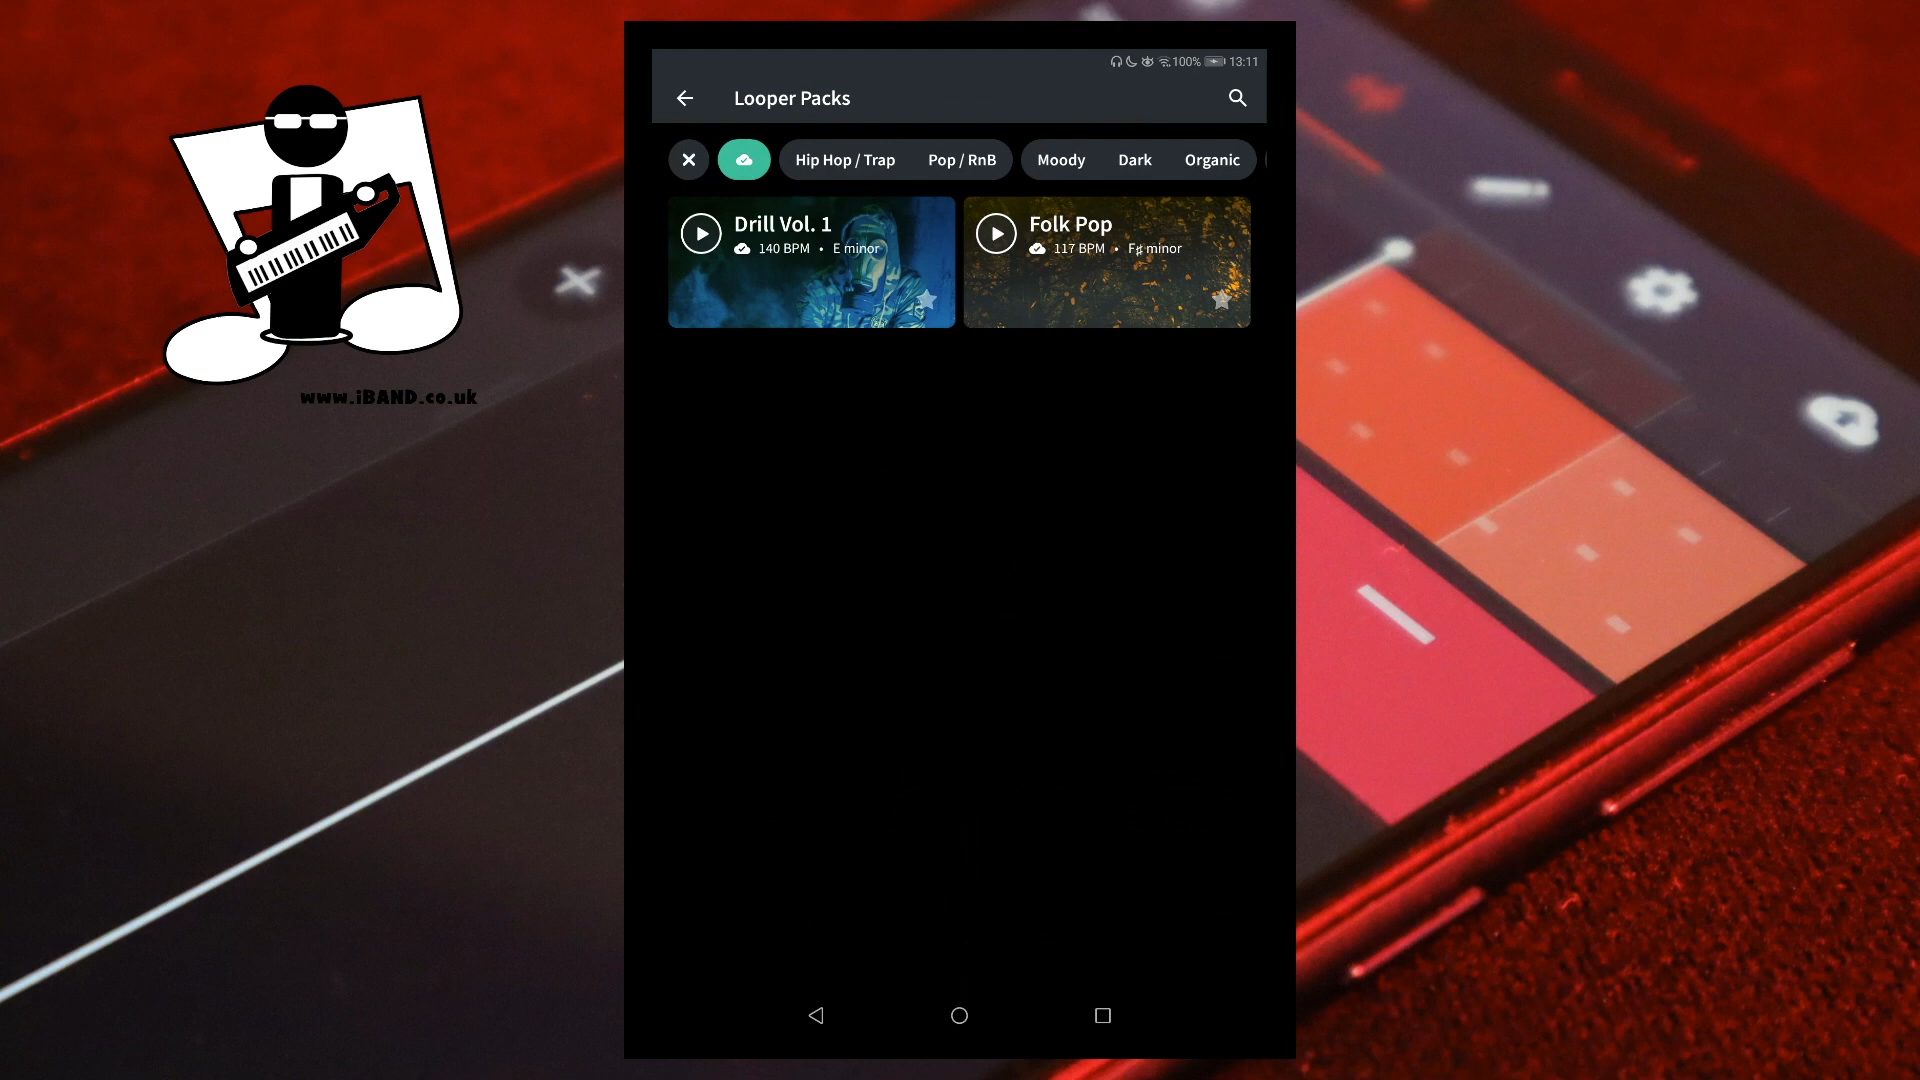 100% 13:11
Looper Packs
Hip Hop / Trap Pop / RnB Moody Dark Organic
Drill Vol. 1
140 BPM • E minor
Folk Pop
117 BPM • F♯ minor
www.iBAND.co.uk